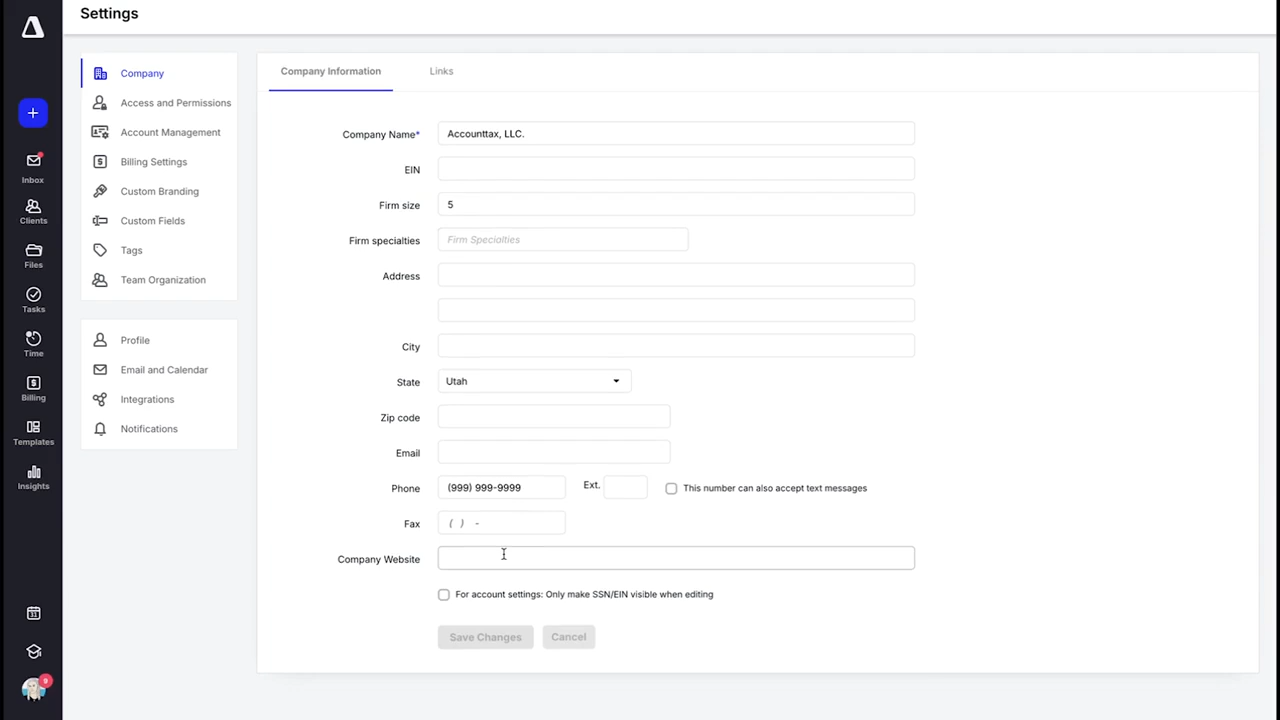 Settings
Inbox
Clients
Files
Tasks
Time
Billing
Templates
Insights
31
9
Company
Access and Permissions
Account Management
Billing Settings
Custom Branding
Custom Fields
Tags
Team Organization
Profile
Email and Calendar
Integrations
Notifications
Company Information Links
Company Name* Accounttax, LLC.
EIN
Firm size 5
Firm specialties Firm Specialties
Address
City
State Utah
Zip code
Email
Phone (999) 999-9999 Ext. This number can also accept text messages
Fax ( ) -
Company Website
For account settings: Only make SSN/EIN visible when editing
Save Changes Cancel